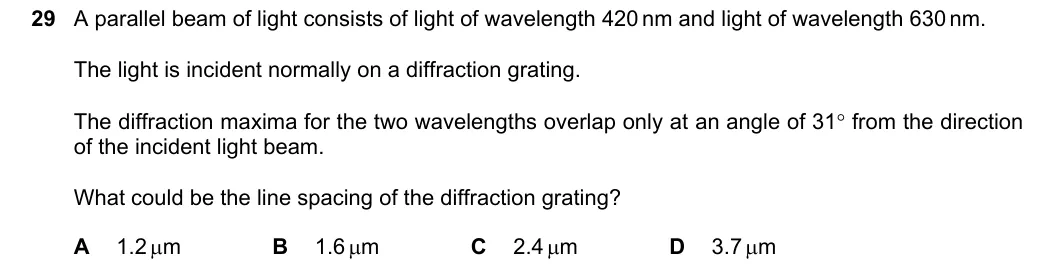 29 A parallel beam of light consists of light of wavelength 420 nm and light of wavelength 630 nm.
The light is incident normally on a diffraction grating.
The diffraction maxima for the two wavelengths overlap only at an angle of 31° from the direction
of the incident light beam.
What could be the line spacing of the diffraction grating?
A 1.2 μm B 1.6 μm C 2.4 μm D 3.7 μm